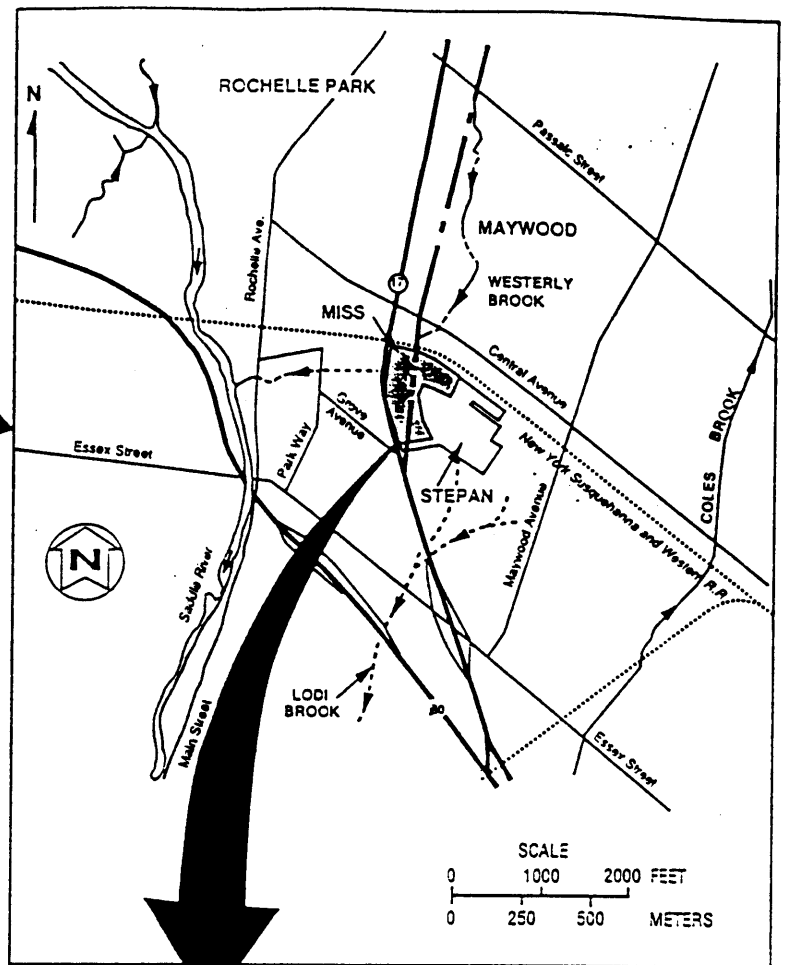 ROCHELLE PARK
N
Passaic Street
MAYWOOD
Rochelle Ave.
WESTERLY
BROOK
17
MISS
Central Avenue
Grove
Avenue
BROOK
COLES
Essex Street
Park Way
New York Susquehanna and Western R.R.
STEPAN
Maywood Avenue
N
Saddle River
LODI
BROOK
80
Main Street
Essex Street
SCALE
0 1000 2000 FEET
0 250 500 METERS